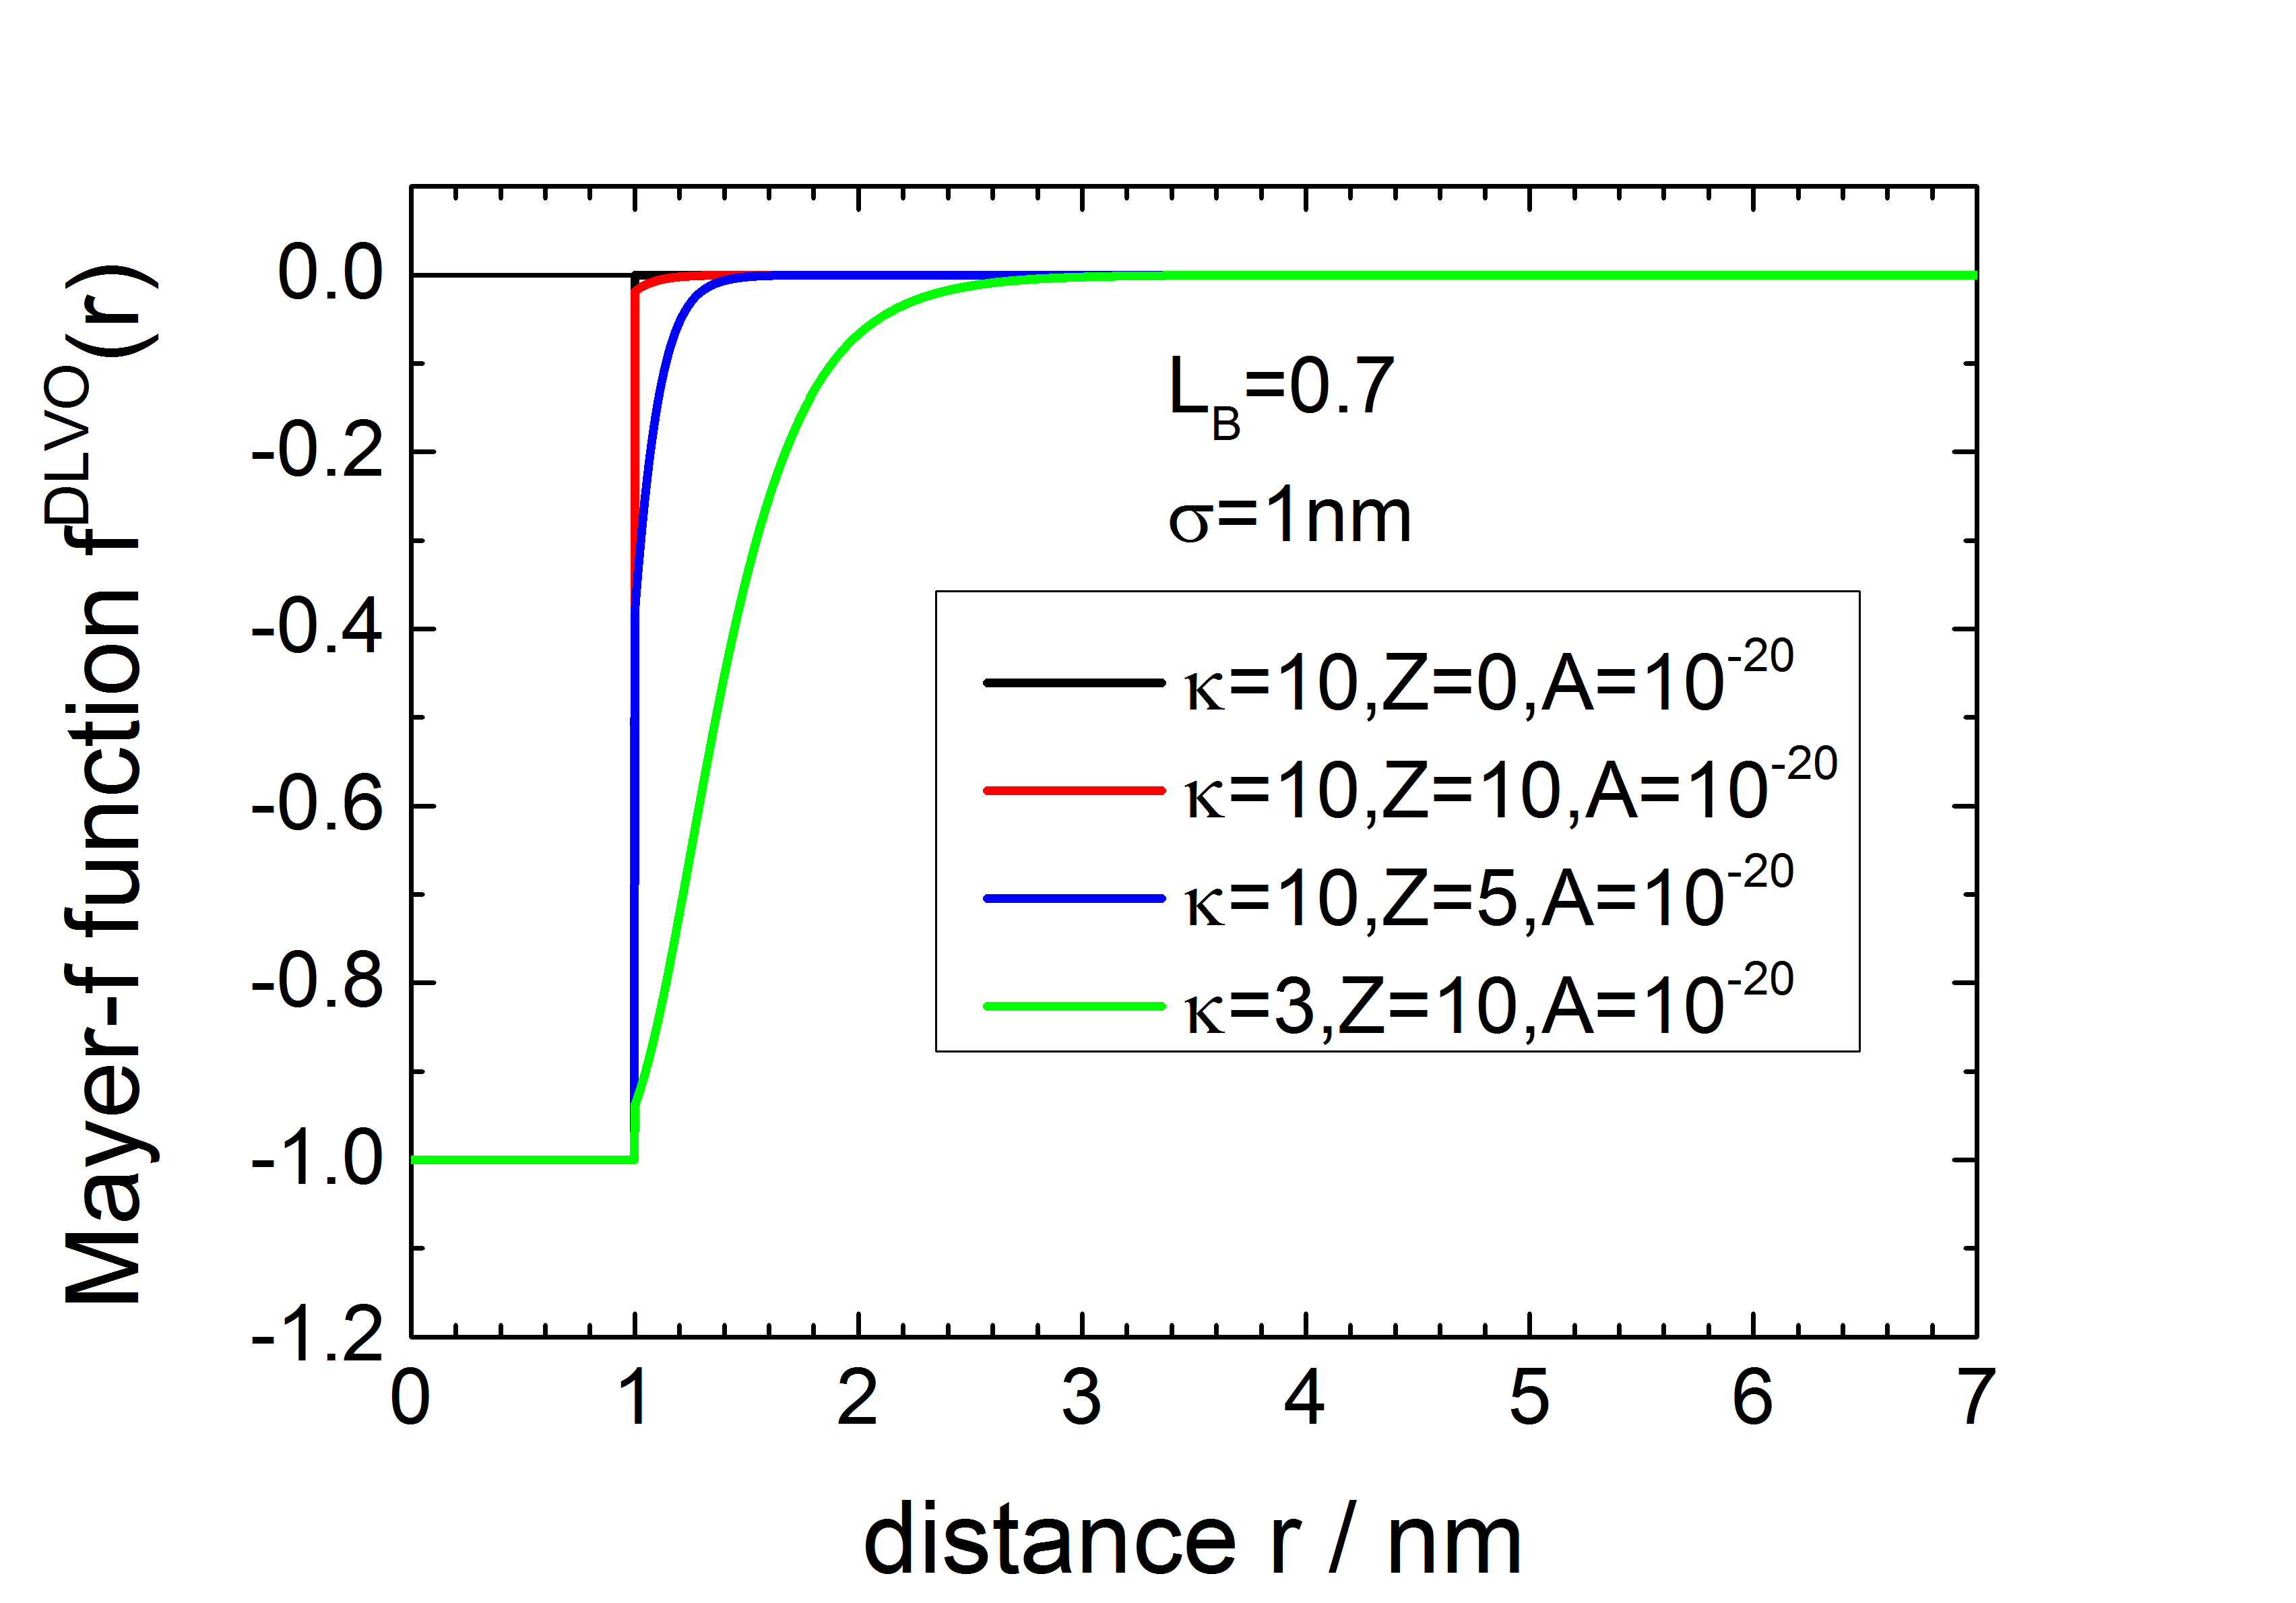 Mayer-f function f^DLVO(r)
0.0
-0.2
-0.4
-0.6
-0.8
-1.0
-1.2
L_B=0.7
σ=1nm
κ=10,Z=0,A=10^-20
κ=10,Z=10,A=10^-20
κ=10,Z=5,A=10^-20
κ=3,Z=10,A=10^-20
0 1 2 3 4 5 6 7
distance r / nm